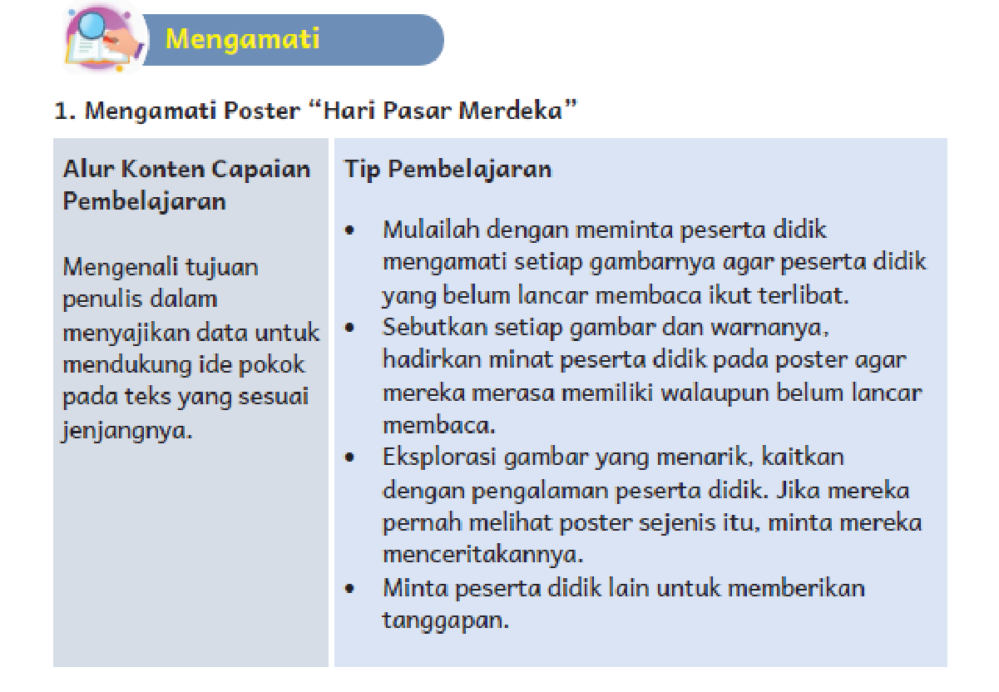 Mengamati
1. Mengamati Poster “Hari Pasar Merdeka”
Alur Konten Capaian
Pembelajaran
Mengenali tujuan
penulis dalam
menyajikan data untuk
mendukung ide pokok
pada teks yang sesuai
jenjangnya.
Tip Pembelajaran
• Mulailah dengan meminta peserta didik
mengamati setiap gambarnya agar peserta didik
yang belum lancar membaca ikut terlibat.
• Sebutkan setiap gambar dan warnanya,
hadirkan minat peserta didik pada poster agar
mereka merasa memiliki walaupun belum lancar
membaca.
• Eksplorasi gambar yang menarik, kaitkan
dengan pengalaman peserta didik. Jika mereka
pernah melihat poster sejenis itu, minta mereka
menceritakannya.
• Minta peserta didik lain untuk memberikan
tanggapan.